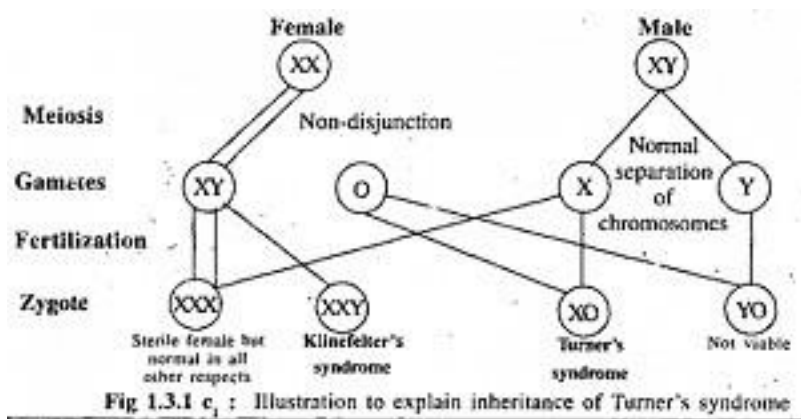 Female
Male
XX
XY
Meiosis
Non-disjunction
Normal
separation
of
chromosomes
Gametes
XY
O
X
Y
Fertilization
Zygote
XXX
XXY
XO
YO
Sterile female but
normal in all
other respects
Klinefelter's
syndrome
Turner's
syndrome
Not viable
Fig 1.3.1 c : Illustration to explain inheritance of Turner's syndrome